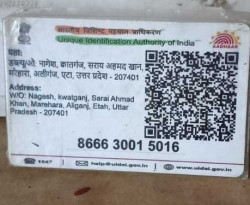 भारतीय विशिष्ट पहचान प्राधिकरण
Unique Identification Authority of India
AADHAAR
पता:
डब्ल्यू/ओ, नागेश, क्वातगंज, सराय अहमद खान,
मरेहारा, अलीगंज, एटा, उत्तर प्रदेश - 207401
Address:
W/O: Nagesh, kwatganj, Sarai Ahmad
Khan, Marehara, Aliganj, Etah, Uttar
Pradesh - 207401
8666 3001 5016
1947
help@uidai.gov.in
www.uidai.gov.in